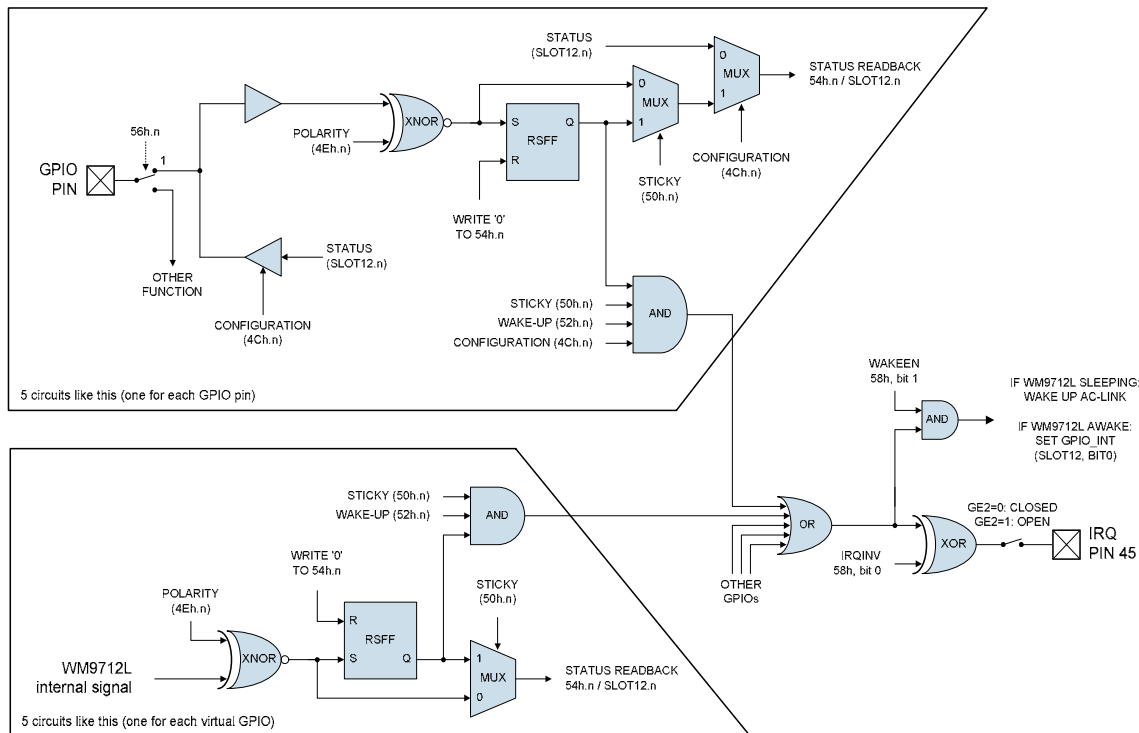 STATUS
(SLOT12.n)
0
MUX
1
STATUS READBACK
54h.n / SLOT12.n
0
MUX
1
XNOR
S
Q
RSFF
R
POLARITY
(4Eh.n)
56h.n
1
GPIO
PIN
CONFIGURATION
(4Ch.n)
STICKY
(50h.n)
WRITE '0'
TO 54h.n
STATUS
(SLOT12.n)
OTHER
FUNCTION
CONFIGURATION
(4Ch.n)
STICKY (50h.n)
WAKE-UP (52h.n)
CONFIGURATION (4Ch.n)
AND
5 circuits like this (one for each GPIO pin)
WAKEEN
58h, bit 1
AND
IF WM9712L SLEEPING:
WAKE UP AC-LINK
IF WM9712L AWAKE:
SET GPIO_INT
(SLOT12, BIT0)
STICKY (50h.n)
WAKE-UP (52h.n)
AND
OR
GE2=0: CLOSED
GE2=1: OPEN
XOR
IRQ
PIN 45
IRQINV
58h, bit 0
OTHER
GPIOs
WRITE '0'
TO 54h.n
STICKY
(50h.n)
POLARITY
(4Eh.n)
R
RSFF
S
Q
XNOR
1
MUX
0
WM9712L
internal signal
STATUS READBACK
54h.n / SLOT12.n
5 circuits like this (one for each virtual GPIO)